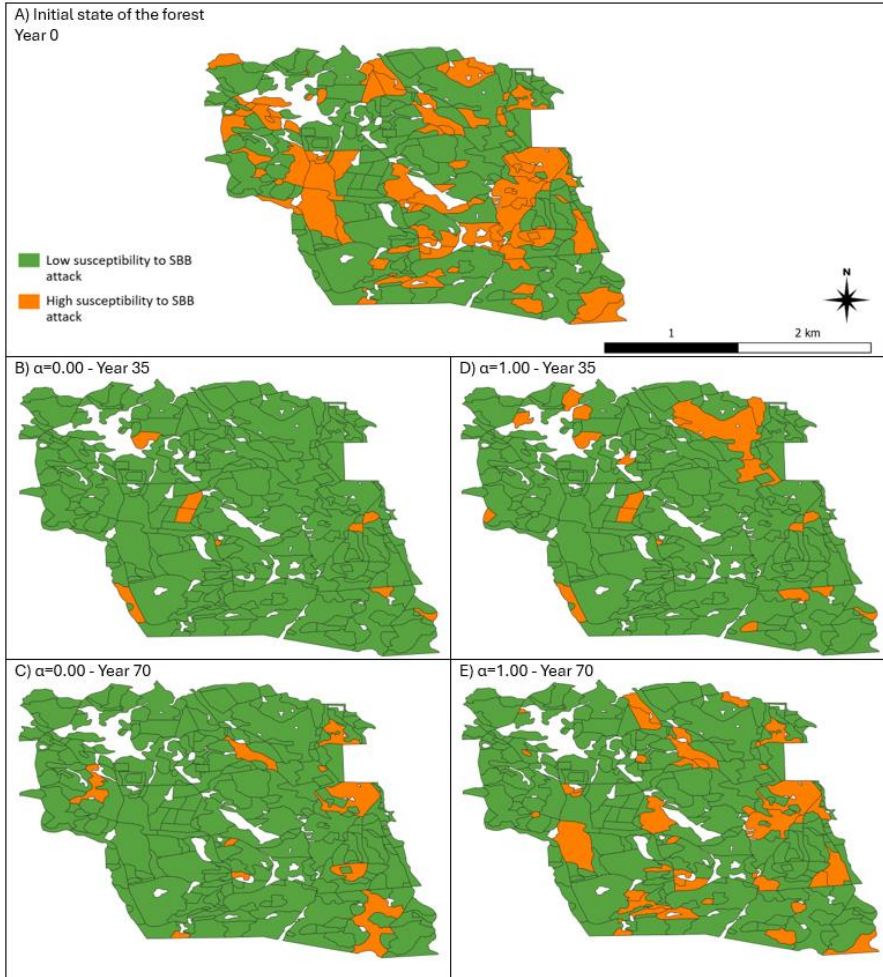 A) Initial state of the forest
Year 0
Low susceptibility to SBB
attack
High susceptibility to SBB
attack
N
1
2 km
B) α=0.00 - Year 35
D) α=1.00 - Year 35
C) α=0.00 - Year 70
E) α=1.00 - Year 70